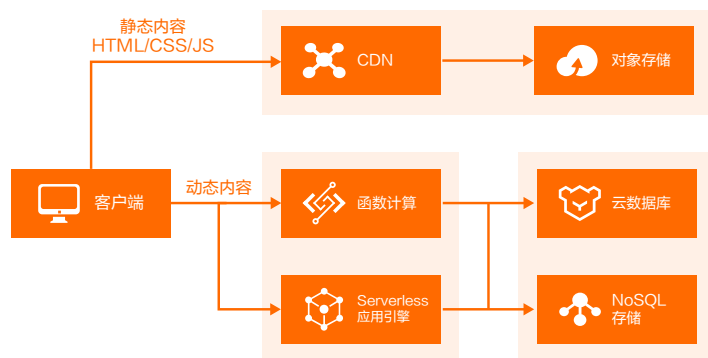 静态内容
HTML/CSS/JS
CDN
对象存储
客户端
动态内容
函数计算
云数据库
Serverless
应用引擎
NoSQL
存储